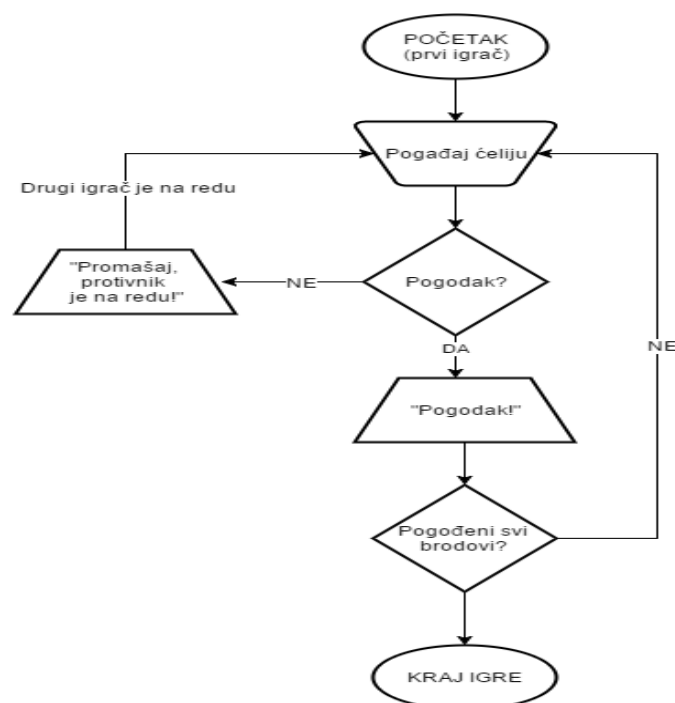 POČETAK
(prvi igrač)
Pogađaj ćeliju
Drugi igrač je na redu
"Promašaj,
protivnik
je na redu!"
NE
Pogodak?
DA
NE
"Pogodak!"
Pogođeni svi
brodovi?
KRAJ IGRE